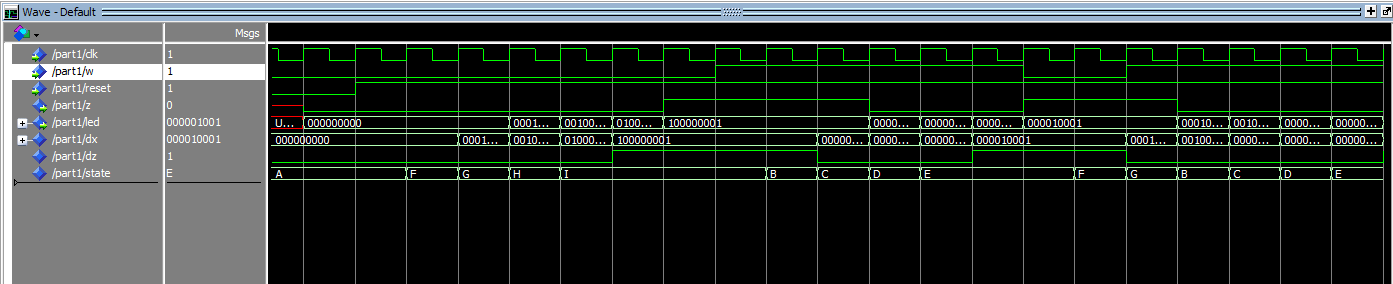 Wave - Default
Msgs
/part1/clk 1
/part1/w 1
/part1/reset 1
/part1/z 0
/part1/led 000001001 U... 000000000 0001... 00100... 0100... 100000001 0000... 00000... 0000... 000010001 00010... 0010... 0000... 00000...
/part1/dx 000010001 000000000 0001... 0010... 01000... 100000001 00000... 0000... 00000... 000010001 0001... 00100... 0000... 00000... 00000...
/part1/dz 1
/part1/state E A F G H I B C D E F G B C D E